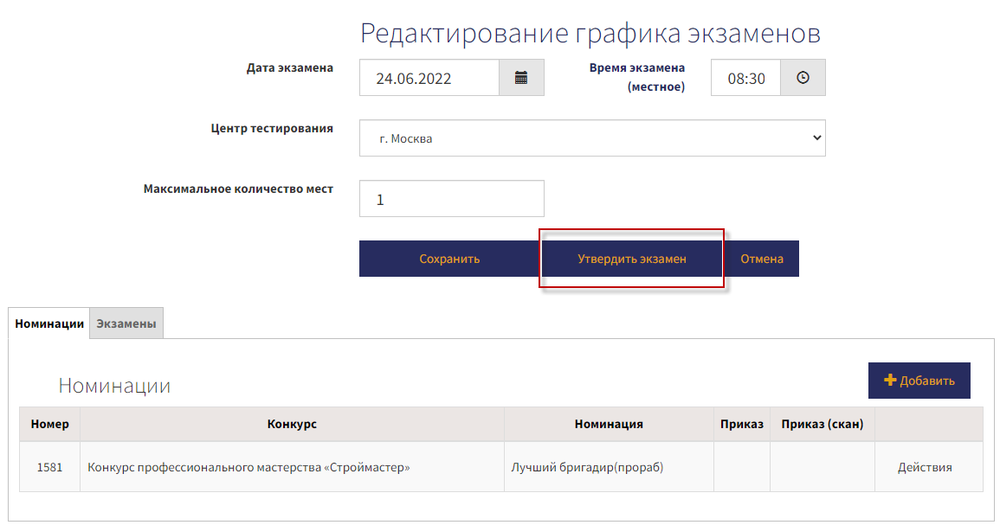 Редактирование графика экзаменов
Дата экзамена 24.06.2022 Время экзамена (местное) 08:30
Центр тестирования г. Москва
Максимальное количество мест 1
Сохранить Утвердить экзамен Отмена
Номинации Экзамены
Номинации Добавить
Номер Конкурс Номинация Приказ Приказ (скан)
1581 Конкурс профессионального мастерства «Строймастер» Лучший бригадир(прораб) Действия